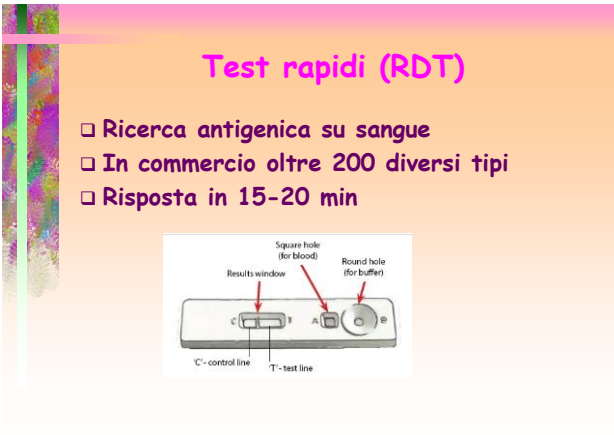 Test rapidi (RDT)
Ricerca antigenica su sangue
In commercio oltre 200 diversi tipi
Risposta in 15-20 min
Square hole
(for blood)
Round hole
(for buffer)
Results window
C
T
A
B
'C'- control line
'T'- test line